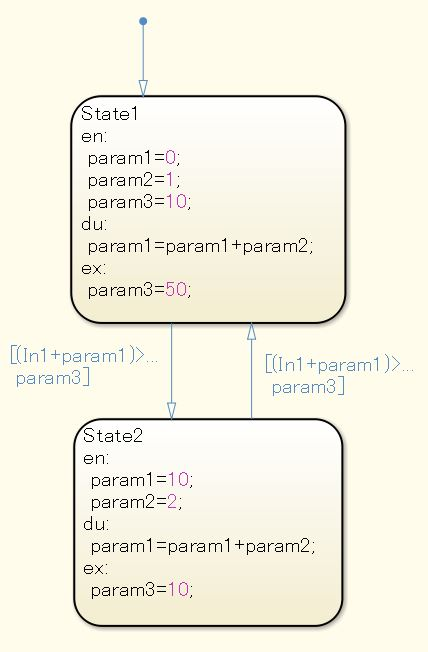 State1
en:
param1=0;
param2=1;
param3=10;
du:
param1=param1+param2;
ex:
param3=50;
[(In1+param1)>...
param3]
[(In1+param1)>...
param3]
State2
en:
param1=10;
param2=2;
du:
param1=param1+param2;
ex:
param3=10;